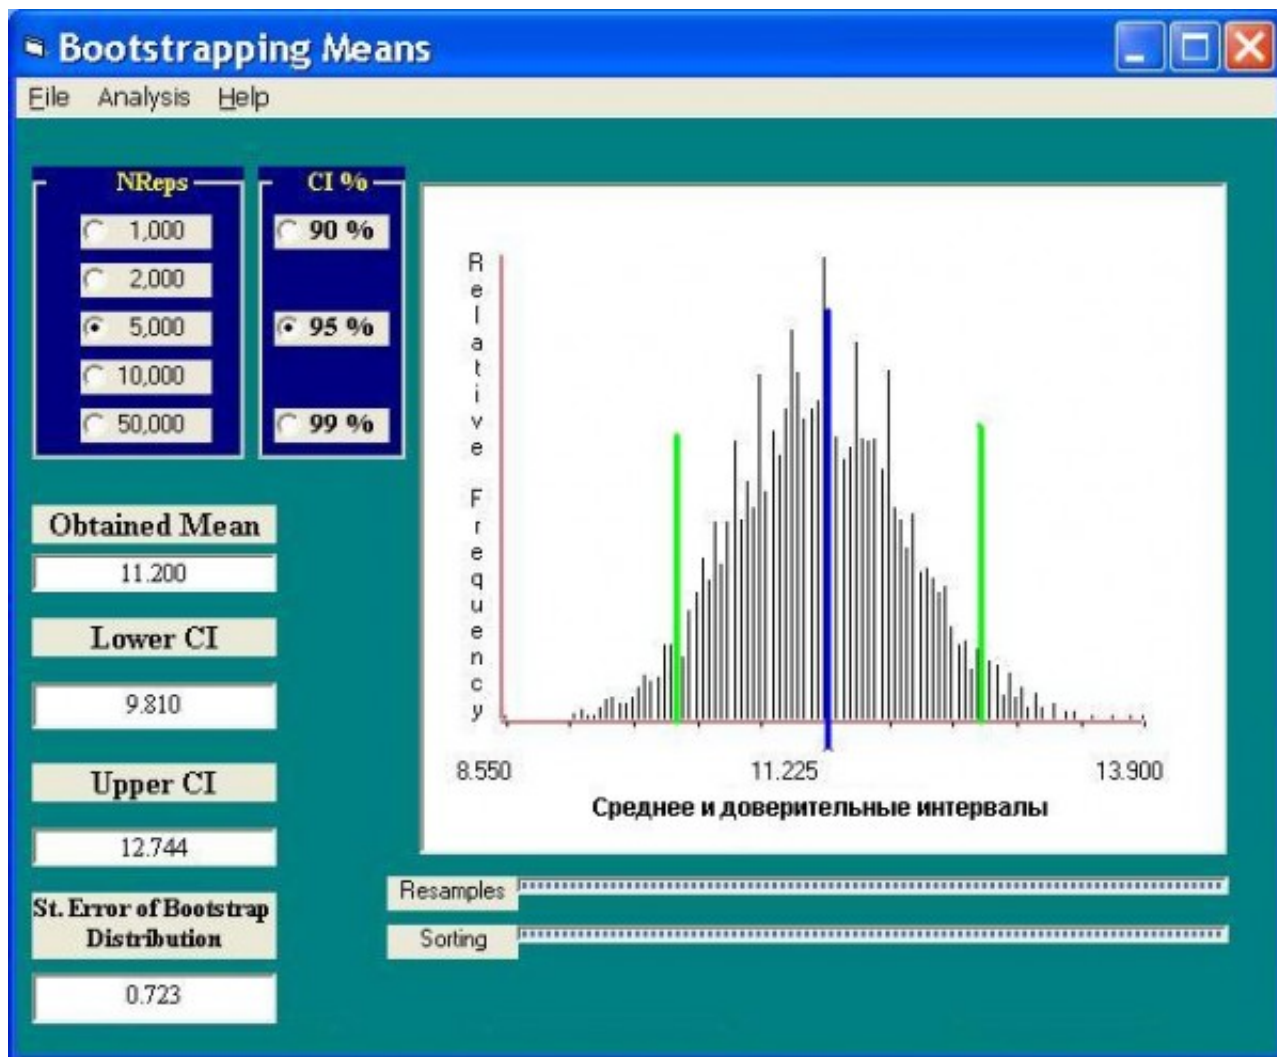 Bootstrapping Means
File Analysis Help
NReps
1,000
2,000
5,000
10,000
50,000
CI %
90 %
95 %
99 %
Obtained Mean
11.200
Lower CI
9.810
Upper CI
12.744
St. Error of Bootstrap
Distribution
0.723
Relative Frequency
8.550 11.225 13.900
Среднее и доверительные интервалы
Resamples
Sorting